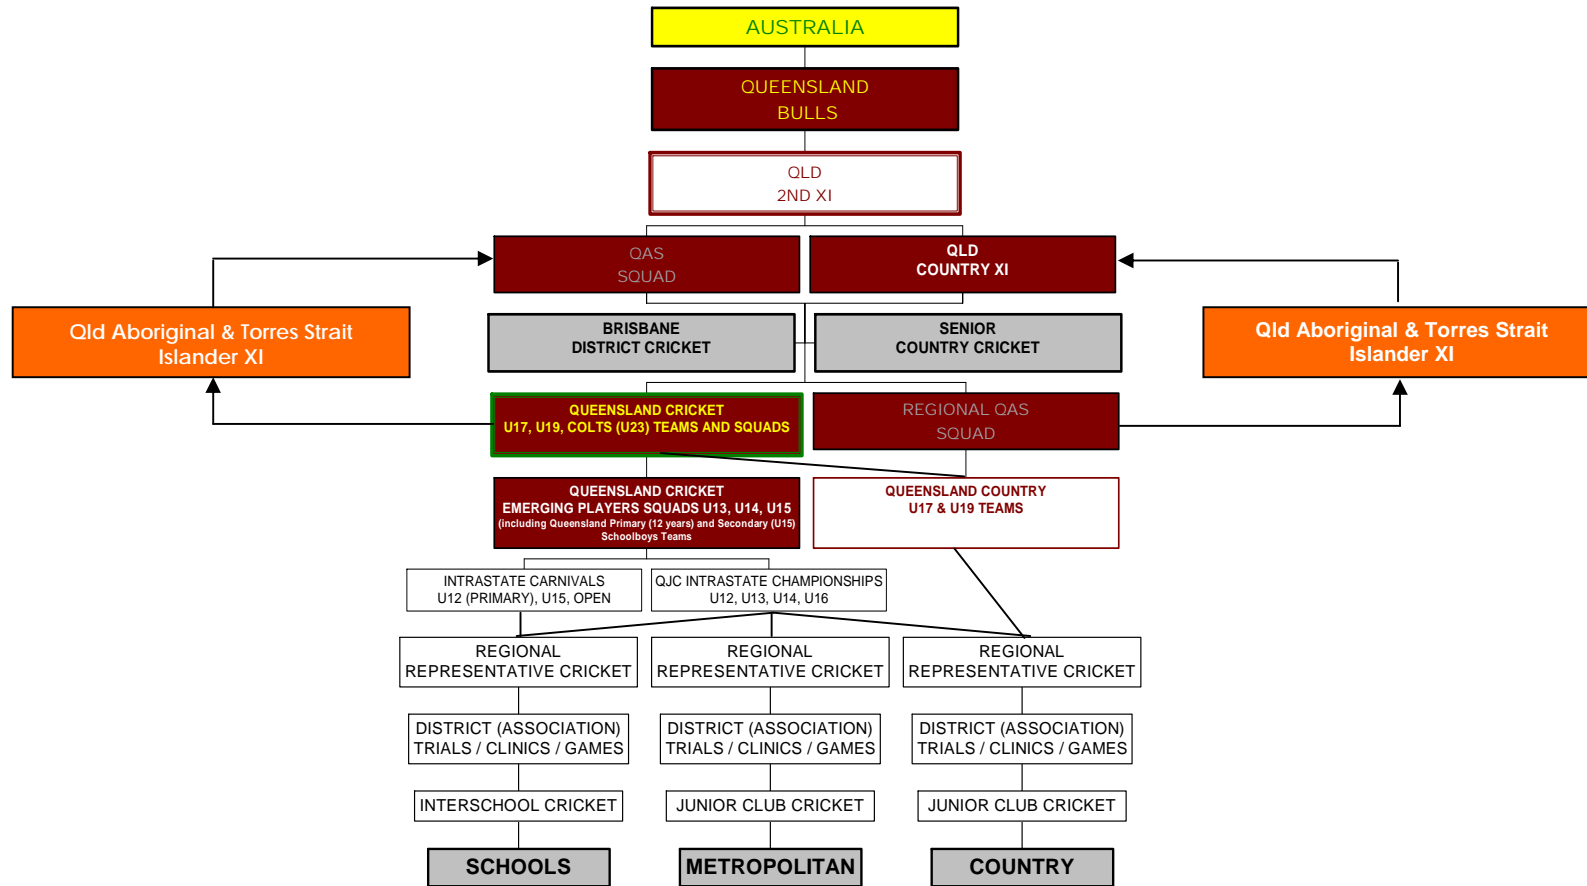 AUSTRALIA
QUEENSLAND
BULLS
QLD
2ND XI
QAS
SQUAD
QLD
COUNTRY XI
Qld Aboriginal & Torres Strait
Islander XI
BRISBANE
DISTRICT CRICKET
SENIOR
COUNTRY CRICKET
Qld Aboriginal & Torres Strait
Islander XI
QUEENSLAND CRICKET
U17, U19, COLTS (U23) TEAMS AND SQUADS
REGIONAL QAS
SQUAD
QUEENSLAND CRICKET
EMERGING PLAYERS SQUADS U13, U14, U15
(including Queensland Primary (12 years) and Secondary (U15)
Schoolboys Teams
QUEENSLAND COUNTRY
U17 & U19 TEAMS
INTRASTATE CARNIVALS
U12 (PRIMARY), U15, OPEN
QJC INTRASTATE CHAMPIONSHIPS
U12, U13, U14, U16
REGIONAL
REPRESENTATIVE CRICKET
REGIONAL
REPRESENTATIVE CRICKET
REGIONAL
REPRESENTATIVE CRICKET
DISTRICT (ASSOCIATION)
TRIALS / CLINICS / GAMES
DISTRICT (ASSOCIATION)
TRIALS / CLINICS / GAMES
DISTRICT (ASSOCIATION)
TRIALS / CLINICS / GAMES
INTERSCHOOL CRICKET
JUNIOR CLUB CRICKET
JUNIOR CLUB CRICKET
SCHOOLS
METROPOLITAN
COUNTRY